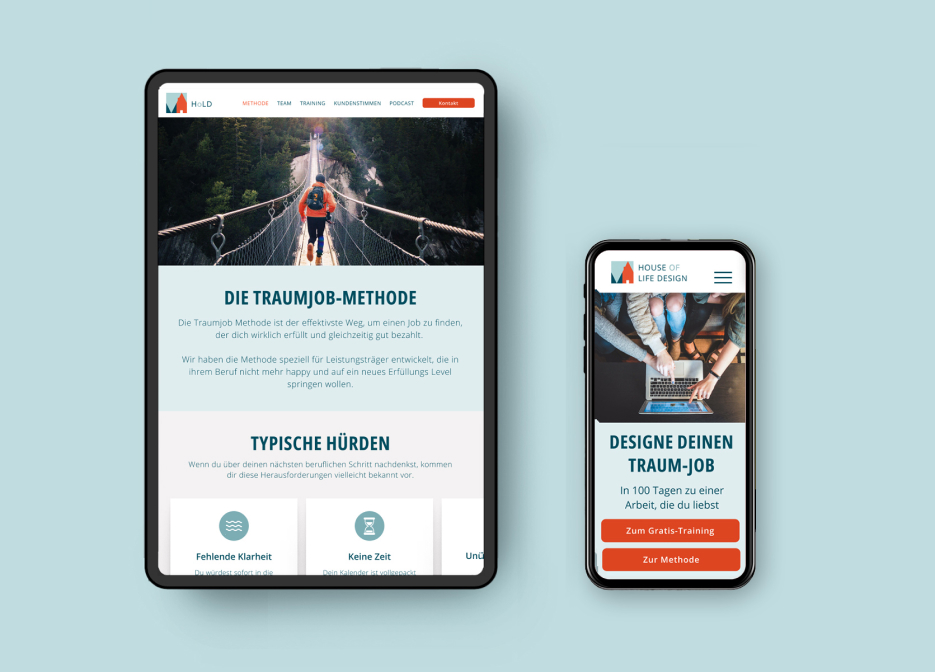 HOLD
METHODE TEAM TRAINING KUNDENSTIMMEN PODCAST Kontakt
DIE TRAUMJOB-METHODE
Die Traumjob Methode ist der effektivste Weg, um einen Job zu finden,
der dich wirklich erfüllt und gleichzeitig gut bezahlt.
Wir haben die Methode speziell für Leistungsträger entwickelt, die in
ihrem Beruf nicht mehr happy und auf ein neues Erfüllungs Level
springen wollen.
TYPISCHE HÜRDEN
Wenn du über deinen nächsten beruflichen Schritt nachdenkst, kommen
dir diese Herausforderungen vielleicht bekannt vor.
Fehlende Klarheit
Du würdest sofort in die
Keine Zeit
Dein Kalender ist vollgepackt
Unü
HOUSE OF
LIFE DESIGN
DESIGNE DEINEN
TRAUM-JOB
In 100 Tagen zu einer
Arbeit, die du liebst
Zum Gratis-Training
Zur Methode